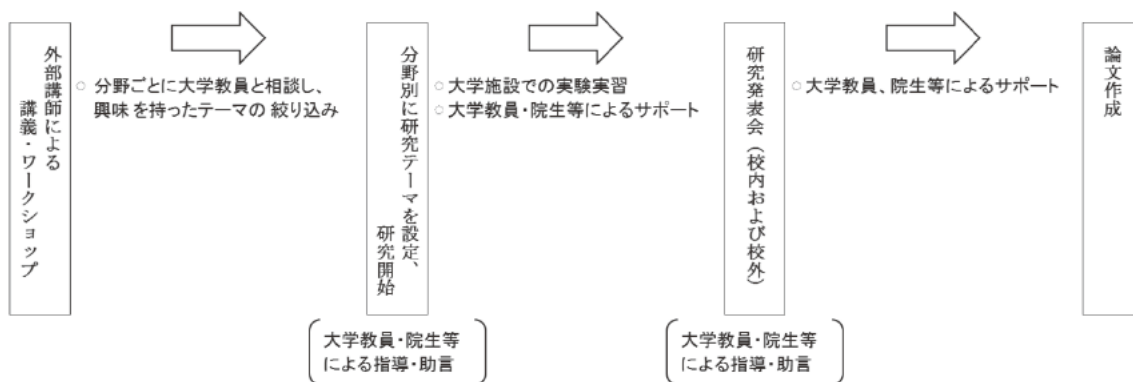 外部講師による
講義・ワークショップ
○ 分野ごとに大学教員と相談し、
興味を持ったテーマの絞り込み
分野別に研究テーマを設定、
研究開始
○ 大学施設での実験実習
○ 大学教員・院生等によるサポート
研究発表会（校内および校外）
○ 大学教員、院生等によるサポート
論文作成
大学教員・院生等
による指導・助言
大学教員・院生等
による指導・助言